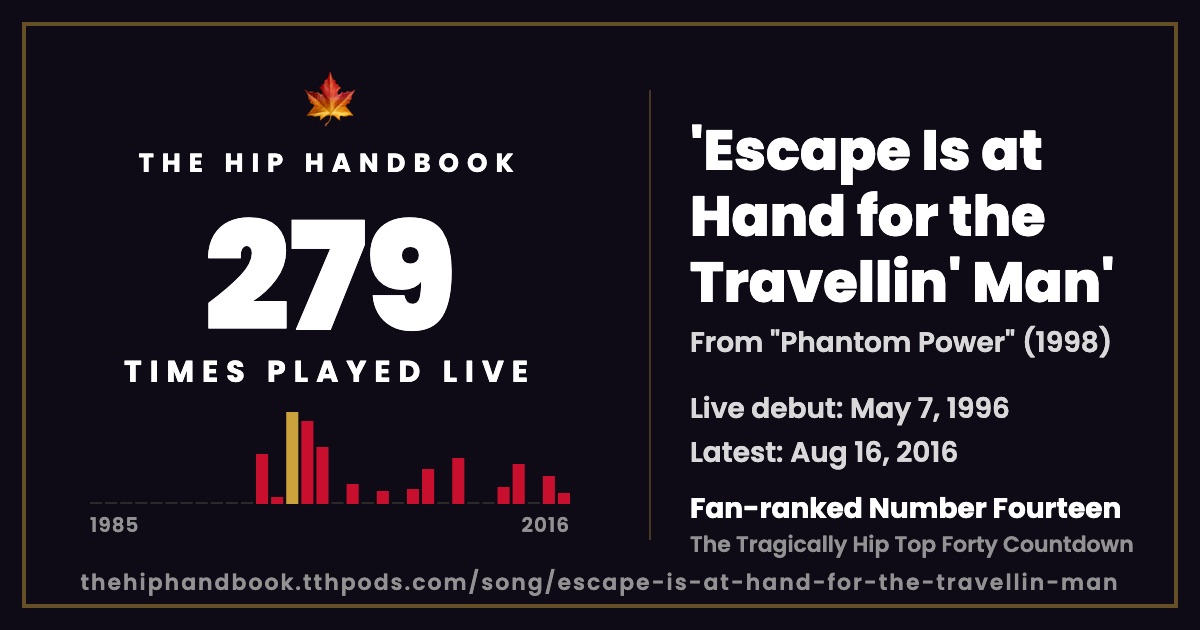 THE HIP HANDBOOK
279
TIMES PLAYED LIVE
1985
2016
'Escape Is at
Hand for the
Travellin' Man'
From "Phantom Power" (1998)
Live debut: May 7, 1996
Latest: Aug 16, 2016
Fan-ranked Number Fourteen
The Tragically Hip Top Forty Countdown
thehiphandbook.tthpods.com/song/escape-is-at-hand-for-the-travellin-man